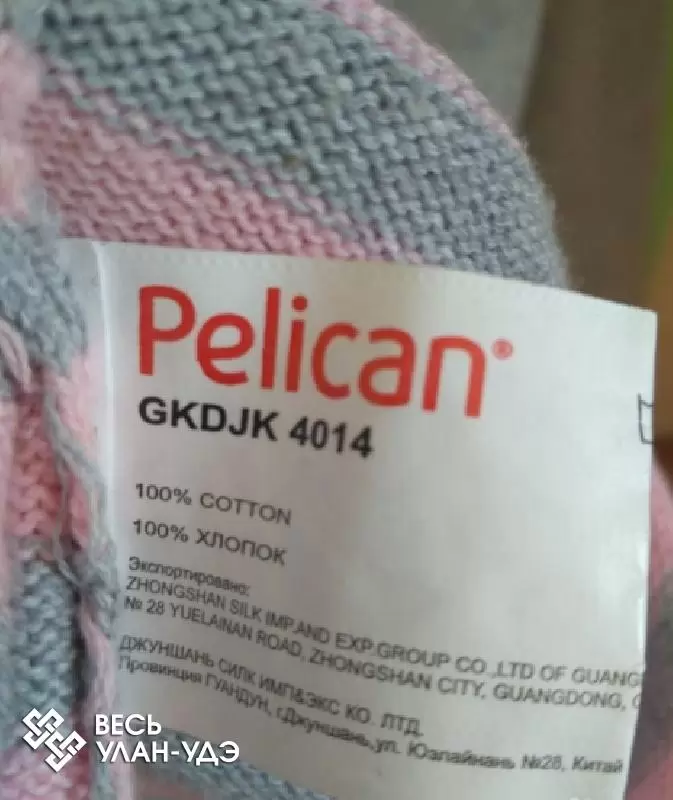 Pelican®
GKDJK 4014
100% COTTON
100% ХЛОПОК
Экспортировано:
ZHONGSHAN SILK IMP.AND EXP.GROUP CO.,LTD OF GUANG
№ 28 YUELAINAN ROAD, ZHONGSHAN CITY, GUANGDONG,
ДЖУНШАНЬ СИЛК ИМП&ЭКС КО. ЛТД.
Провинция ГУАНДУН, г.Джуншань,ул. Юэлайнань №28, Китай
ВЕСЬ
УЛАН-УДЭ